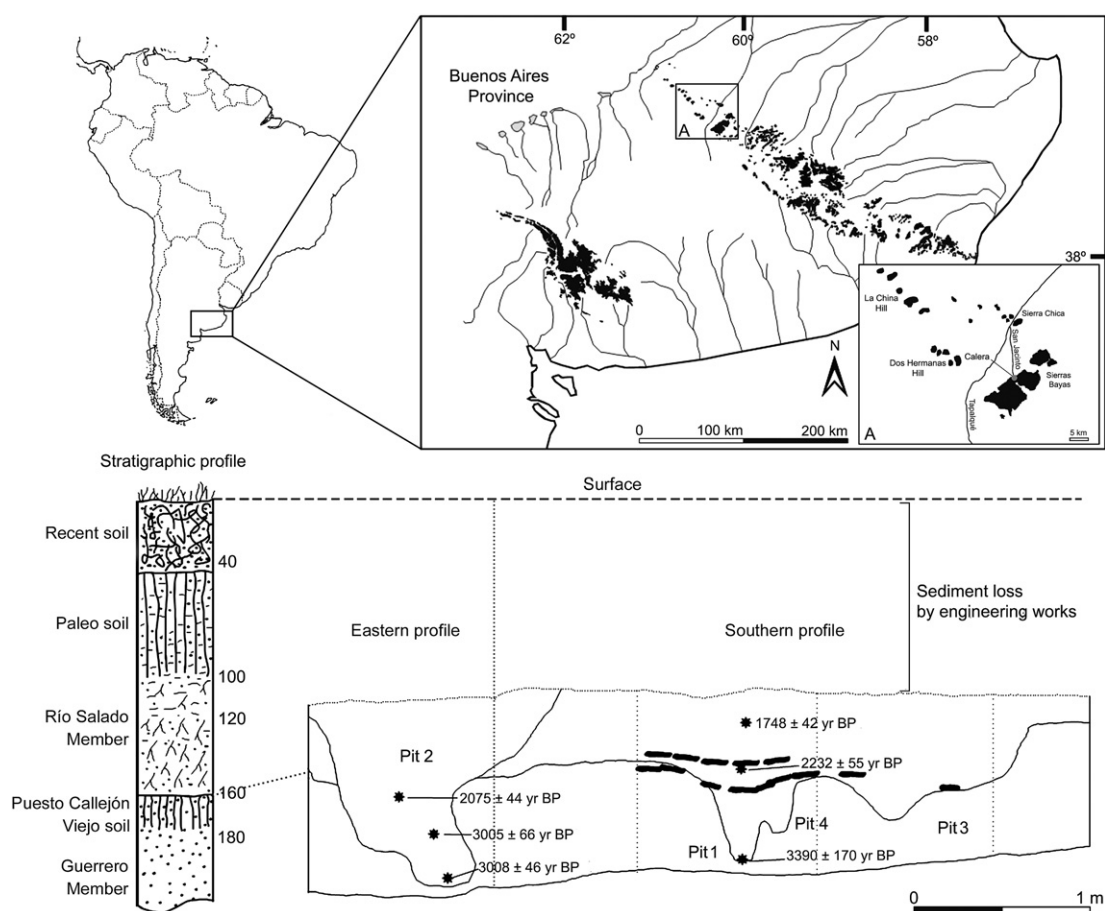 62°
60°
58°
Buenos Aires
Province
A
38°
La China
Hill
Sierra Chica
San Jacinto
Dos Hermanas
Hill
Calera
Sierras
Bayas
Tapalqué
A
5 km
N
0
100 km
200 km
Stratigraphic profile
Surface
Recent soil
40
Sediment loss
by engineering works
Paleo soil
Eastern profile
Southern profile
100
Río Salado
Member
120
1748 ± 42 yr BP
Pit 2
2232 ± 55 yr BP
160
2075 ± 44 yr BP
Puesto Callejón
Viejo soil
180
3005 ± 66 yr BP
Pit 4
Pit1
Pit 3
3390 ± 170 yr BP
Guerrero
Member
3008 ± 46 yr BP
0
1 m